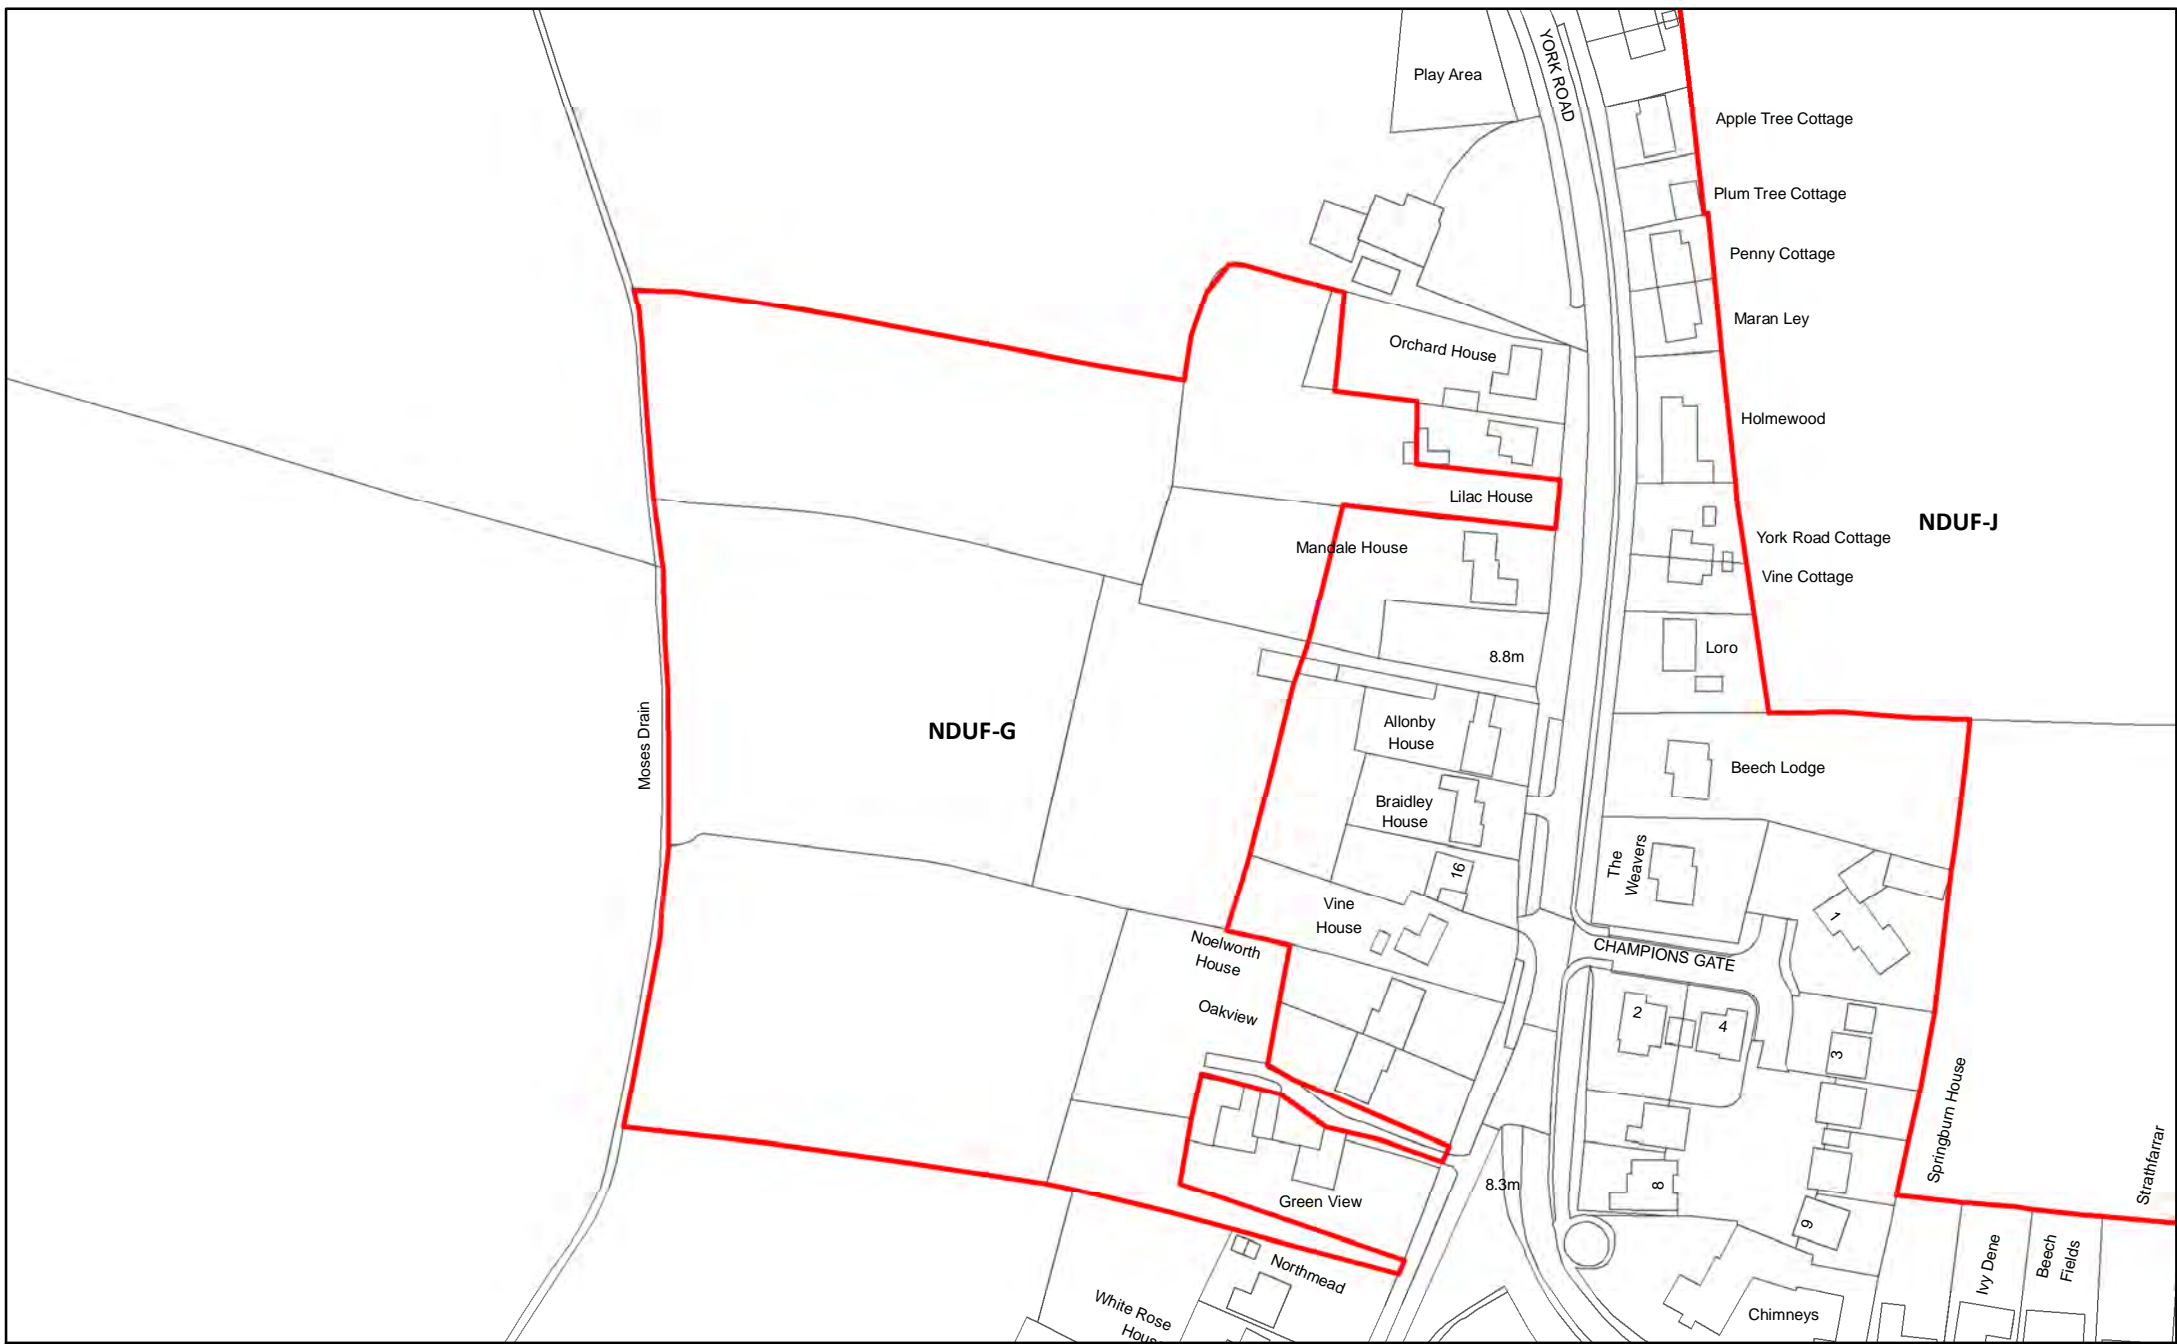 Play Area
YORK ROAD
Apple Tree Cottage
Plum Tree Cottage
Penny Cottage
Maran Ley
Orchard House
Holmewood
Lilac House
NDUF-J
York Road Cottage
Mandale House
Vine Cottage
Loro
8.8m
Moses Drain
NDUF-G
Allonby
House
Beech Lodge
Braidley
House
The
Weavers
16
Vine
House
1
Noelworth
House
CHAMPIONS GATE
Oakview
2
4
3
Springburn House
Strathfarrar
8.3m
8
Green View
9
Northmead
Ivy Dene
Beech
Fields
White Rose
House
Chimneys